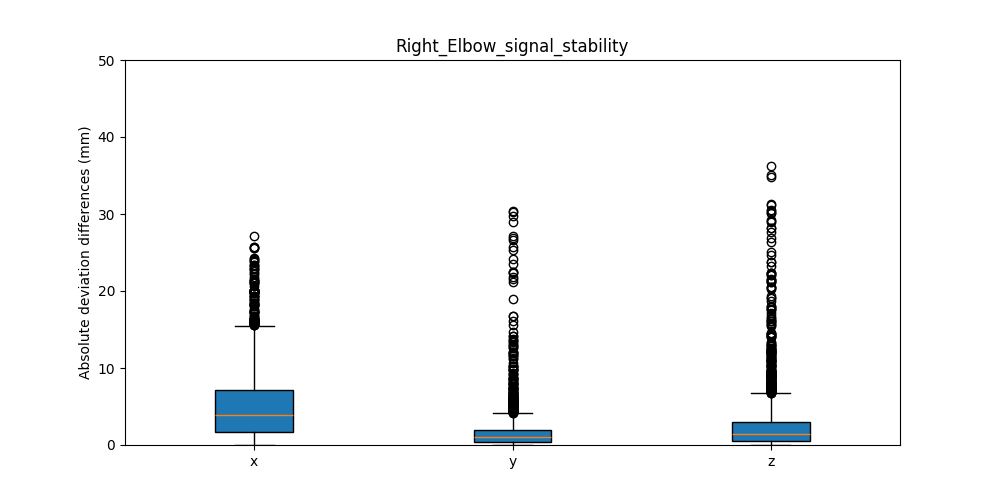 Right_Elbow_signal_stability
Absolute deviation differences (mm)
50
40
30
20
10
0
x y z